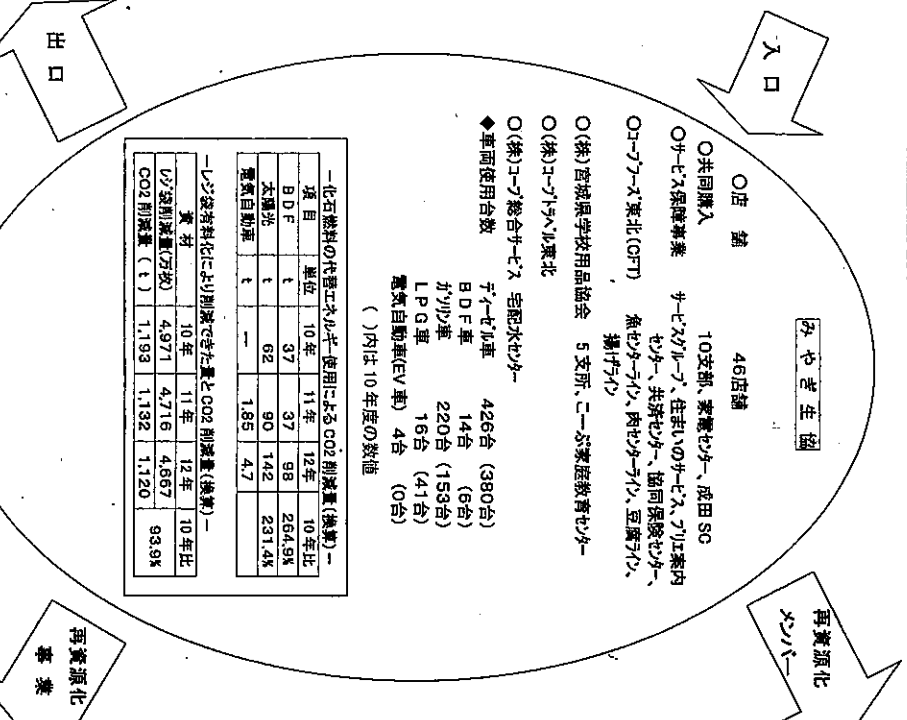 入口
みやぎ生協
○店舗 46店舗
○共同購入 10支部、家電センター、成田SC
○サービス保障事業 サービスグループ、住まいのサービス、プリエ案内
センター、共済センター、協同保険センター、
○コープフーズ東北(CFT) 魚センターライン、肉センターライン、豆腐ライン、
揚げライン
○(株)宮城県学校用品協会 5支所、こーぷ家庭教育センター
○(株)コープトラベル東北
○(株)コープ総合サービス 宅配水センター
◆車両使用台数 ディーゼル車 426台 (380台)
BDF車 14台 (6台)
ガソリン車 220台 (153台)
LPG車 16台 (41台)
電気自動車(EV車) 4台 (0台)
( )内は10年度の数値
－化石燃料の代替エネルギー使用によるCO2削減量(換算)－
項目 単位 10年 11年 12年 10年比
BDF t 37 37 98 264.9%
太陽光 t 62 90 142 231.4%
電気自動車 t － 1.85 4.7
－レジ袋有料化により削減できた量とCO2削減量(換算)－
資材 10年 11年 12年 10年比
レジ袋削減量(万枚) 4,971 4,716 4,667 93.9%
CO2削減量(t) 1,193 1,132 1,120
出口
再資源化
メンバー
再資源化
事業